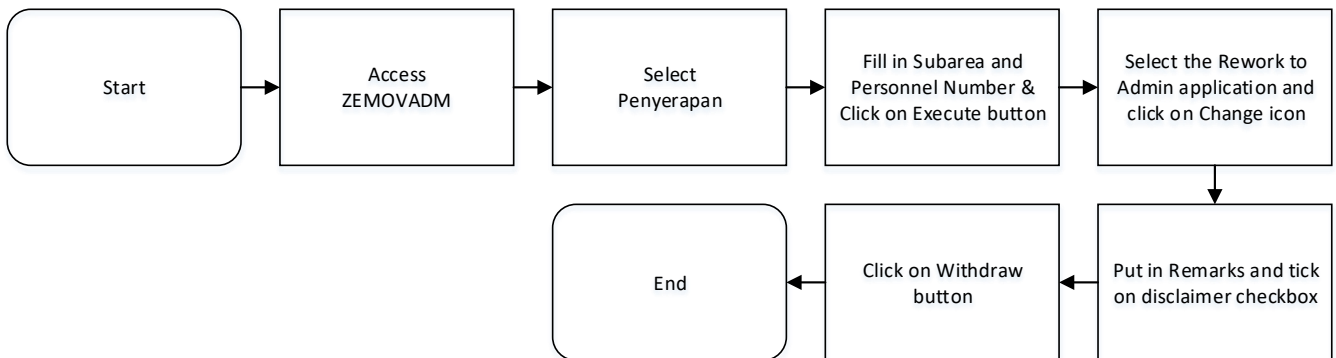 Start
Access
ZEMOVADM
Select
Penyerapan
Fill in Subarea and
Personnel Number &
Click on Execute button
Select the Rework to
Admin application and
click on Change icon
Put in Remarks and tick
on disclaimer checkbox
Click on Withdraw
button
End